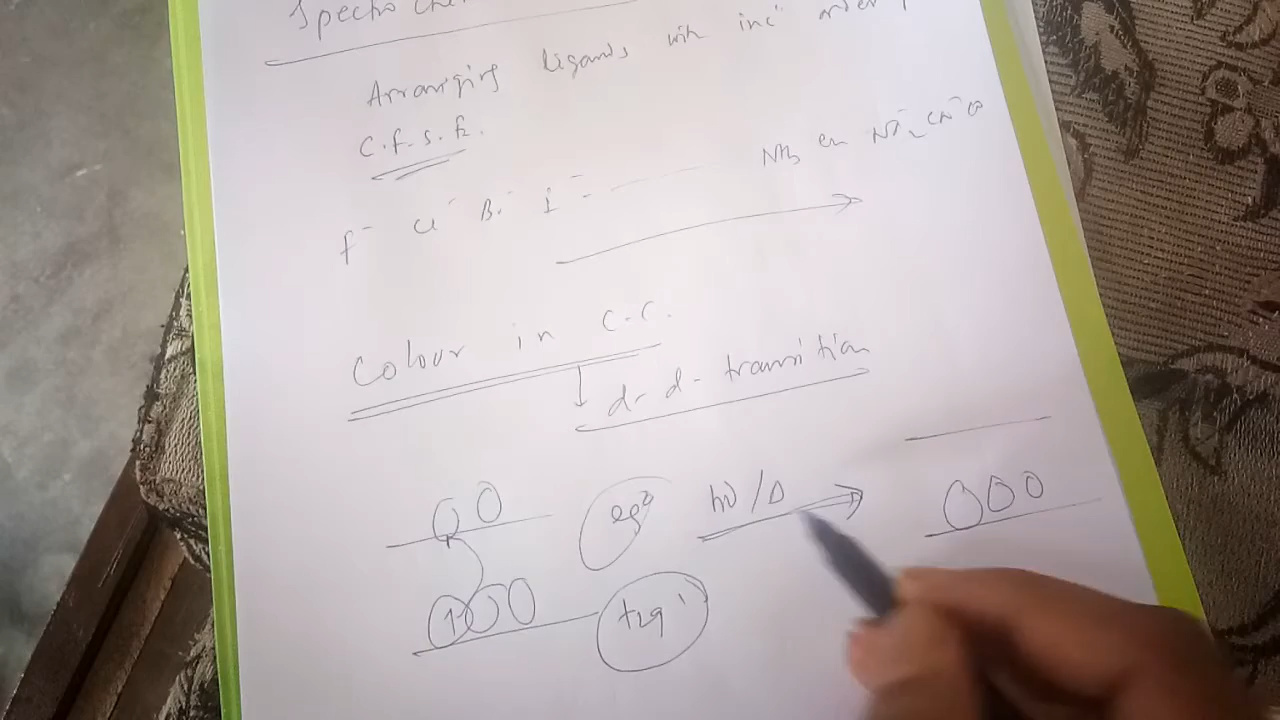 Spectro
Arranging ligands with inc order
C.f.s.E.
F⁻ Cl⁻ Br⁻ I⁻ NH₃ en NO₂⁻ CN⁻ CO
Colour in C.C.
d-d-transition
eg⁰ hν/Δ
t2g¹